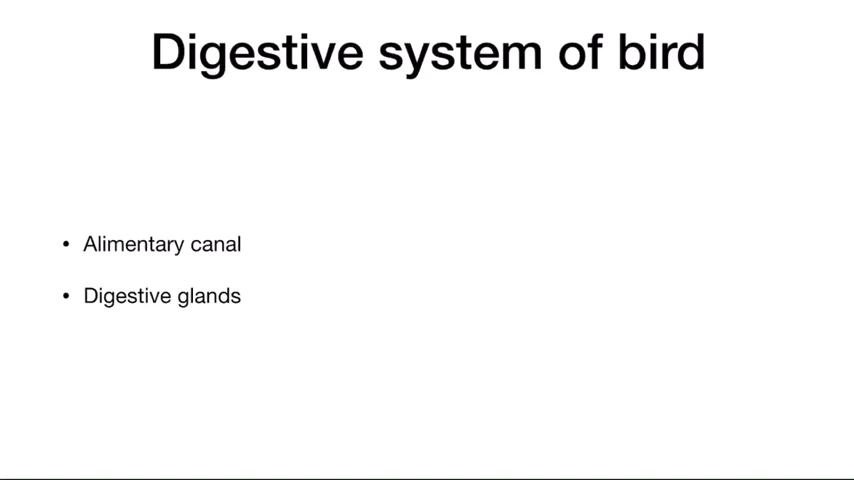 Digestive system of bird
• Alimentary canal
• Digestive glands